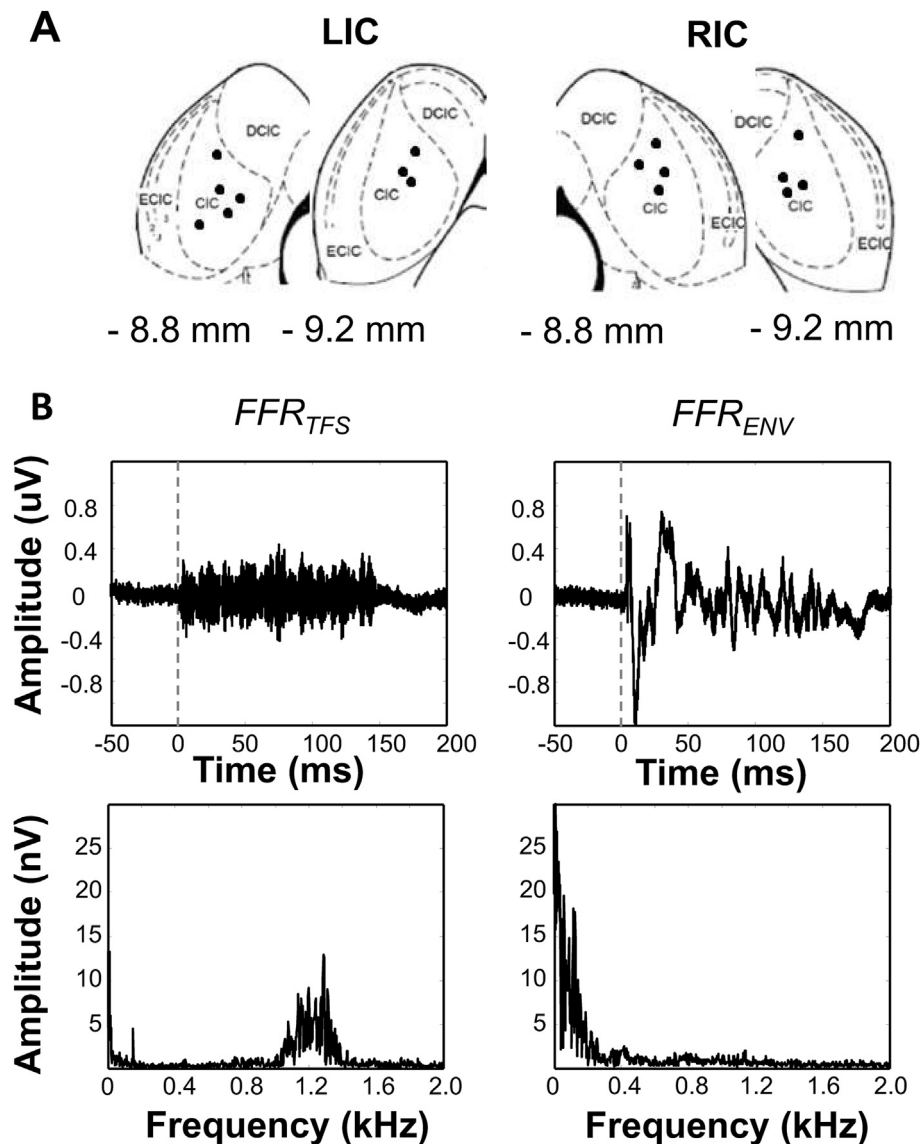 A
LIC RIC
DCIC DCIC DCIC DCIC
ECIC CIC CIC CIC CIC
ECIC ECIC ECIC
- 8.8 mm - 9.2 mm - 8.8 mm - 9.2 mm
B
FFR_TFS FFR_ENV
Amplitude (uV)
0.8 0.8
0.4 0.4
0 0
-0.4 -0.4
-0.8 -0.8
-50 0 50 100 150 200 -50 0 50 100 150 200
Time (ms) Time (ms)
Amplitude (nV)
25 25
20 20
15 15
10 10
5 5
0 0.4 0.8 1.2 1.6 2.0 0 0.4 0.8 1.2 1.6 2.0
Frequency (kHz) Frequency (kHz)